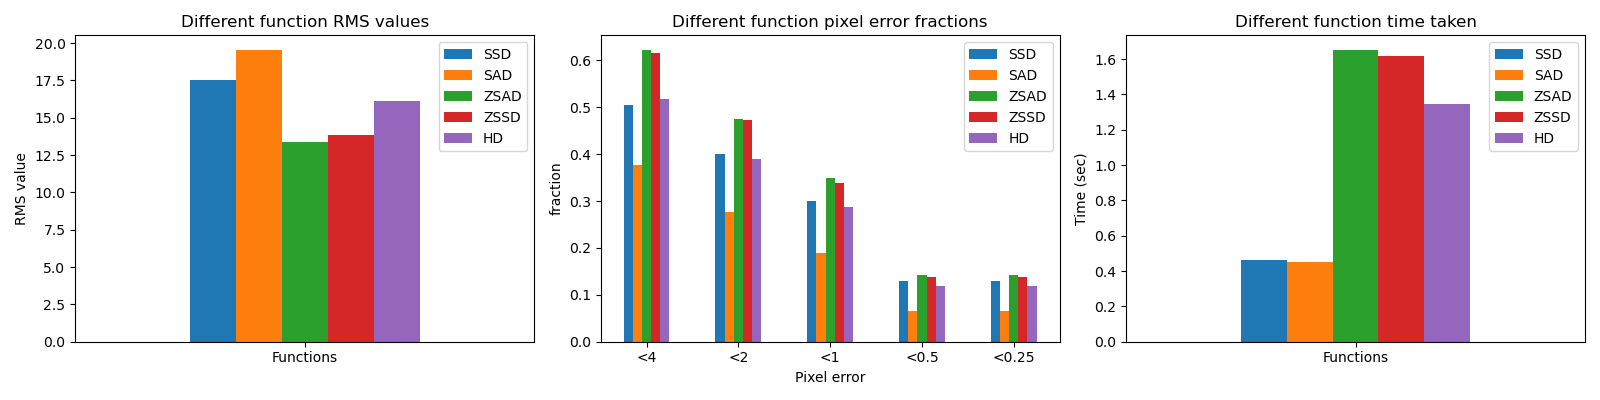 Different function RMS values
RMS value
20.0
17.5
15.0
12.5
10.0
7.5
5.0
2.5
0.0
Functions
SSD
SAD
ZSAD
ZSSD
HD
Different function pixel error fractions
fraction
0.6
0.5
0.4
0.3
0.2
0.1
0.0
<4 <2 <1 <0.5 <0.25
Pixel error
SSD
SAD
ZSAD
ZSSD
HD
Different function time taken
Time (sec)
1.6
1.4
1.2
1.0
0.8
0.6
0.4
0.2
0.0
Functions
SSD
SAD
ZSAD
ZSSD
HD